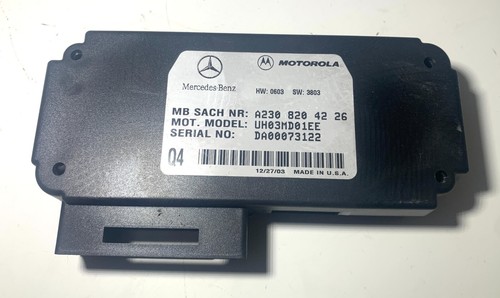 MOTOROLA
Mercedes-Benz
HW: 0603 SW: 3803
MB SACH NR: A230 820 42 26
MOT. MODEL: UH03MD01EE
SERIAL NO: DA00073122
Q4
12/27/03 MADE IN U.S.A.